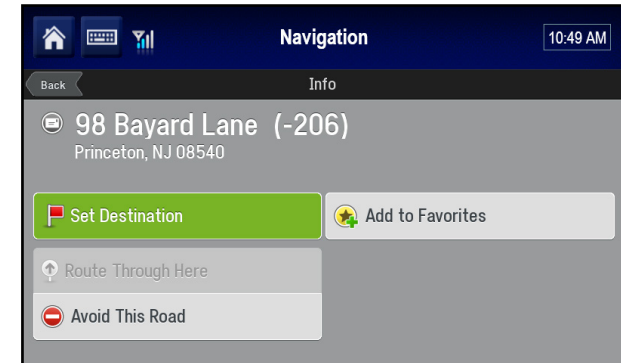 Navigation
10:49 AM
Back
Info
98 Bayard Lane (-206)
Princeton, NJ 08540
Set Destination
Add to Favorites
Route Through Here
Avoid This Road